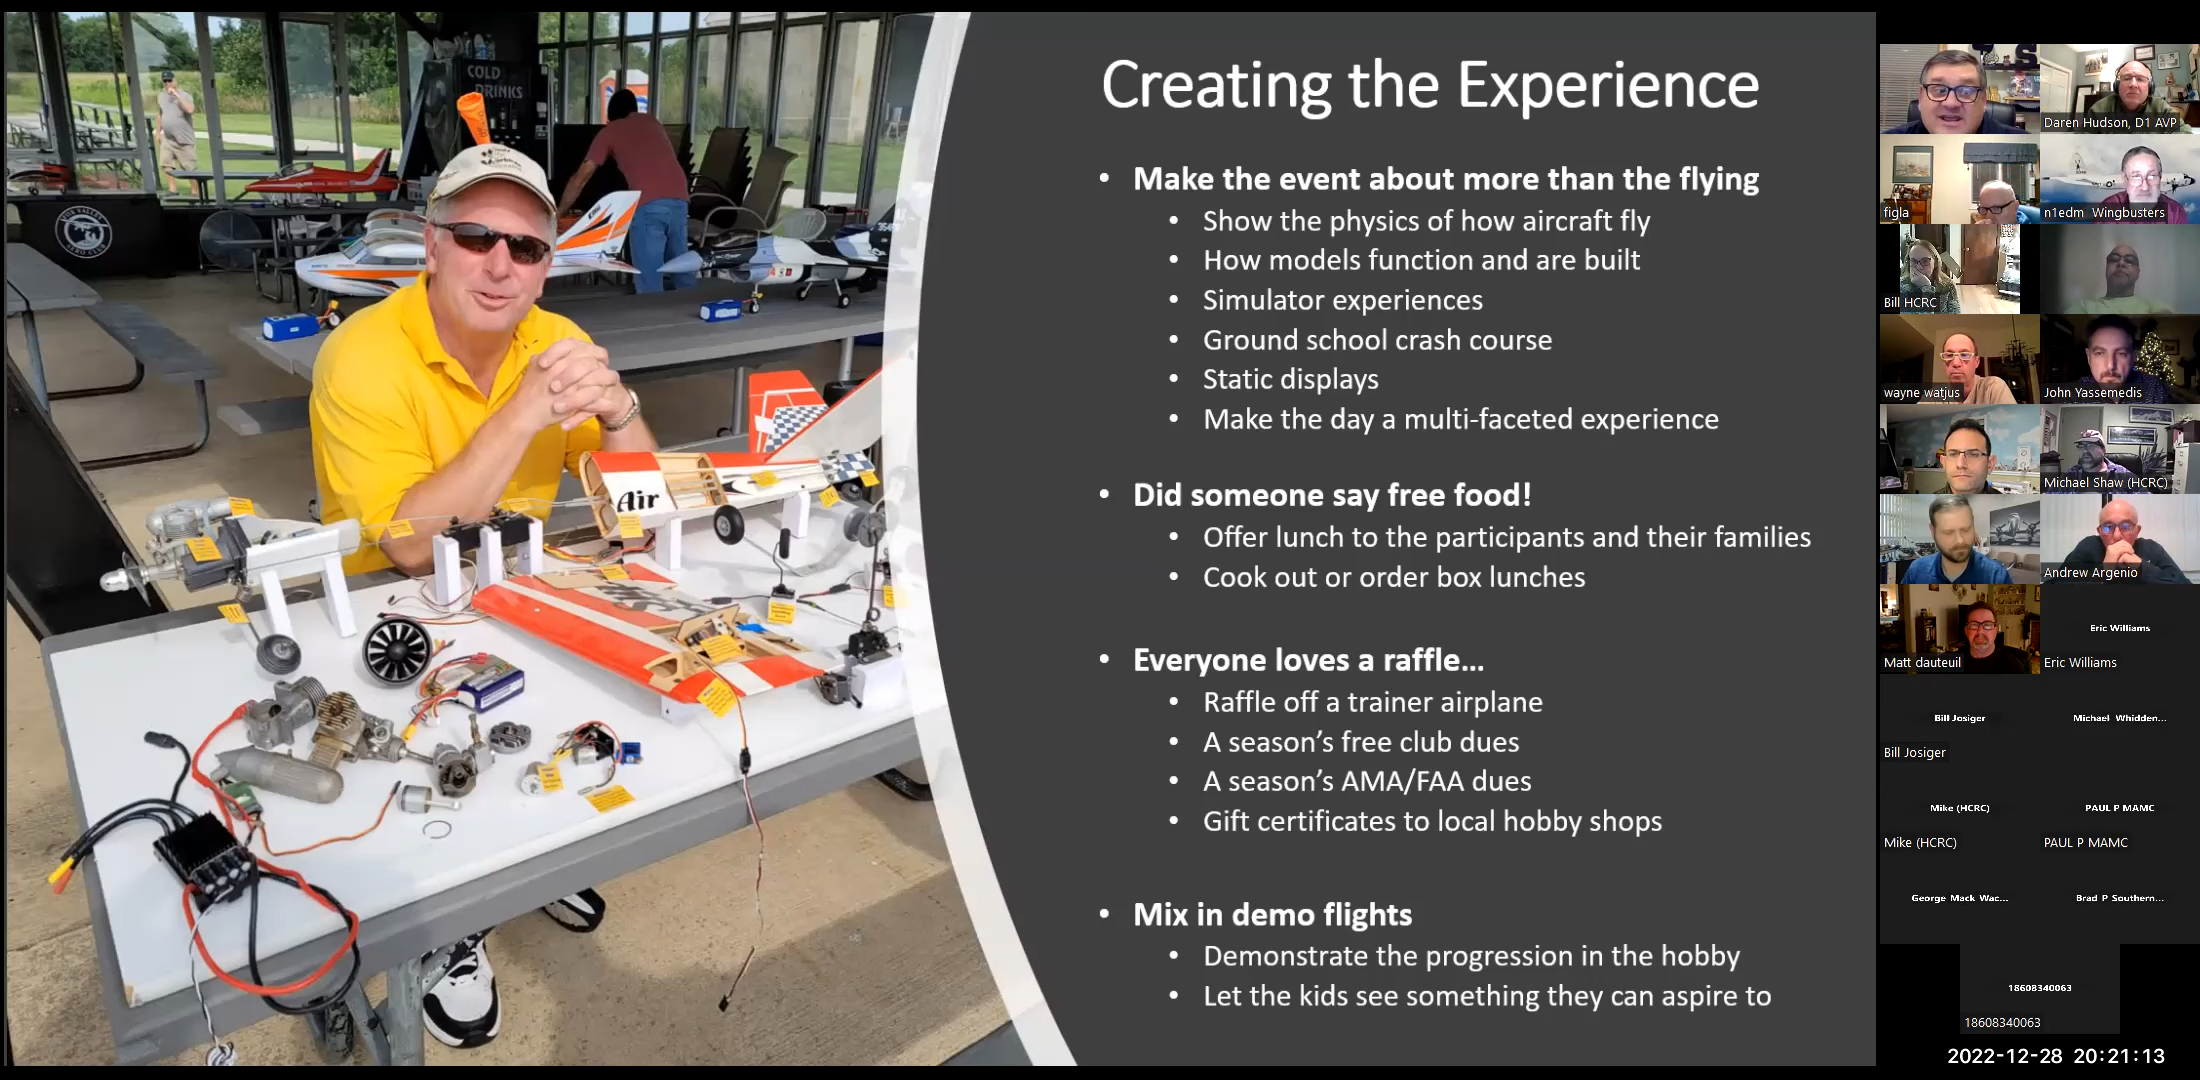 COLD
DRINKS
FOX VALLEY
AERO CLUB
Air
Creating the Experience
• Make the event about more than the flying
• Show the physics of how aircraft fly
• How models function and are built
• Simulator experiences
• Ground school crash course
• Static displays
• Make the day a multi-faceted experience
• Did someone say free food!
• Offer lunch to the participants and their families
• Cook out or order box lunches
• Everyone loves a raffle...
• Raffle off a trainer airplane
• A season's free club dues
• A season's AMA/FAA dues
• Gift certificates to local hobby shops
• Mix in demo flights
• Demonstrate the progression in the hobby
• Let the kids see something they can aspire to
Daren Hudson, D1 AVP
figla
n1edm Wingbusters
Bill HCRC
wayne watjus
John Yassemedis
Michael Shaw (HCRC)
Andrew Argenio
Matt dauteuil
Eric Williams
Eric Williams
Bill Josiger
Michael Whidden...
Bill Josiger
Mike (HCRC)
PAUL P MAMC
Mike (HCRC)
PAUL P MAMC
George Mack Wac...
Brad P Southern...
18608340063
18608340063
2022-12-28 20:21:13